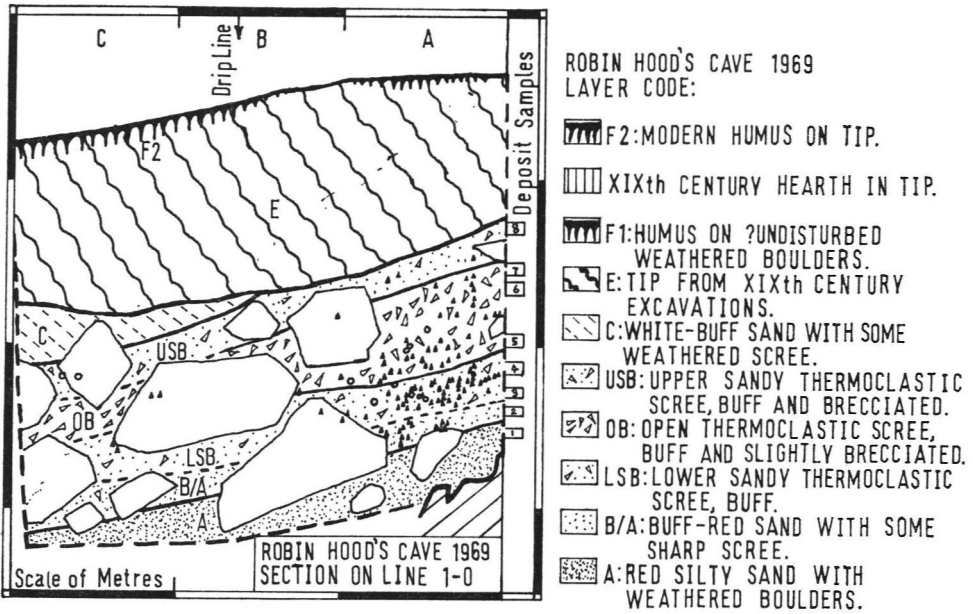 C
Drip Line
B
A
Deposit Samples
F2
E
8
7
6
5
4
3
2
1
C
USB
OB
LSB
B/A
A
ROBIN HOOD'S CAVE 1969
SECTION ON LINE 1-0
Scale of Metres
ROBIN HOOD'S CAVE 1969
LAYER CODE:
F2:MODERN HUMUS ON TIP.
XIXth CENTURY HEARTH IN TIP.
F1:HUMUS ON ?UNDISTURBED
WEATHERED BOULDERS.
E:TIP FROM XIXth CENTURY
EXCAVATIONS.
C:WHITE-BUFF SAND WITH SOME
WEATHERED SCREE.
USB:UPPER SANDY THERMOCLASTIC
SCREE, BUFF AND BRECCIATED.
OB:OPEN THERMOCLASTIC SCREE,
BUFF AND SLIGHTLY BRECCIATED.
LSB:LOWER SANDY THERMOCLASTIC
SCREE, BUFF.
B/A:BUFF-RED SAND WITH SOME
SHARP SCREE.
A:RED SILTY SAND WITH
WEATHERED BOULDERS.